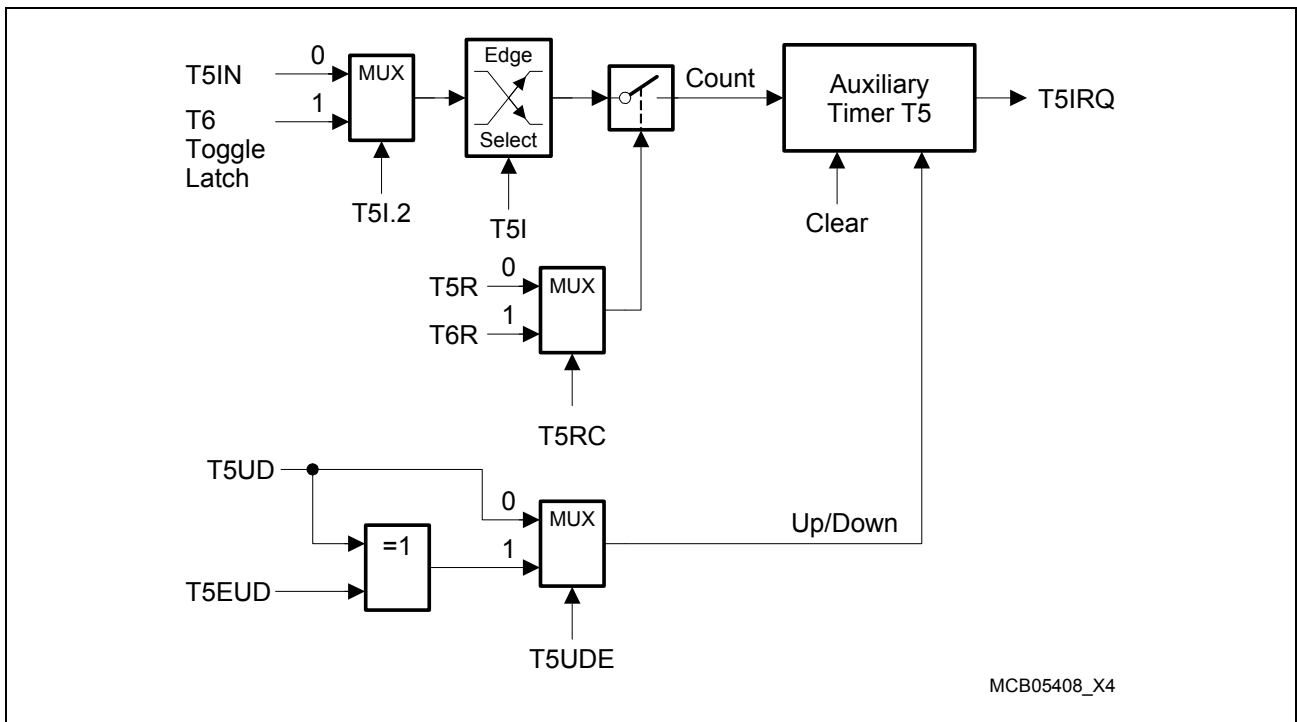 0
T5IN
1
T6
Toggle
Latch
MUX
T5I.2
Edge
Select
T5I
Count
Auxiliary
Timer T5
T5IRQ
Clear
0
T5R
1
T6R
MUX
T5RC
T5UD
0
MUX
=1
1
T5EUD
Up/Down
T5UDE
MCB05408_X4